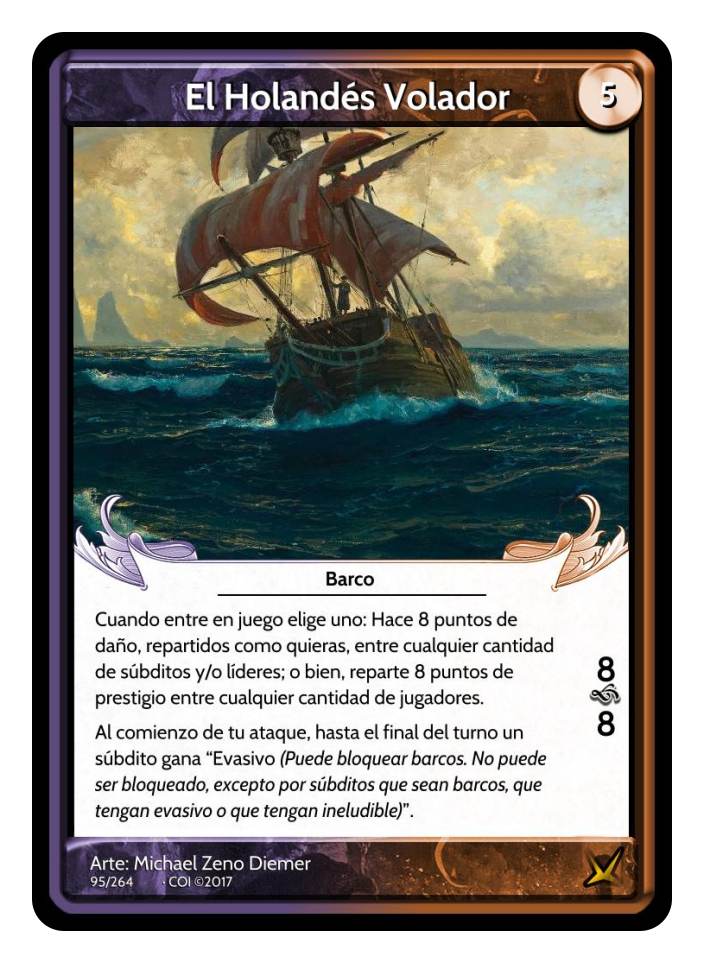 El Holandés Volador
5
Barco
Cuando entre en juego elige uno: Hace 8 puntos de
daño, repartidos como quieras, entre cualquier cantidad
de súbditos y/o líderes; o bien, reparte 8 puntos de
prestigio entre cualquier cantidad de jugadores.
Al comienzo de tu ataque, hasta el final del turno un
súbdito gana “Evasivo (Puede bloquear barcos. No puede
ser bloqueado, excepto por súbditos que sean barcos, que
tengan evasivo o que tengan ineludible)”.
8
8
Arte: Michael Zeno Diemer
95/264 · COI ©2017